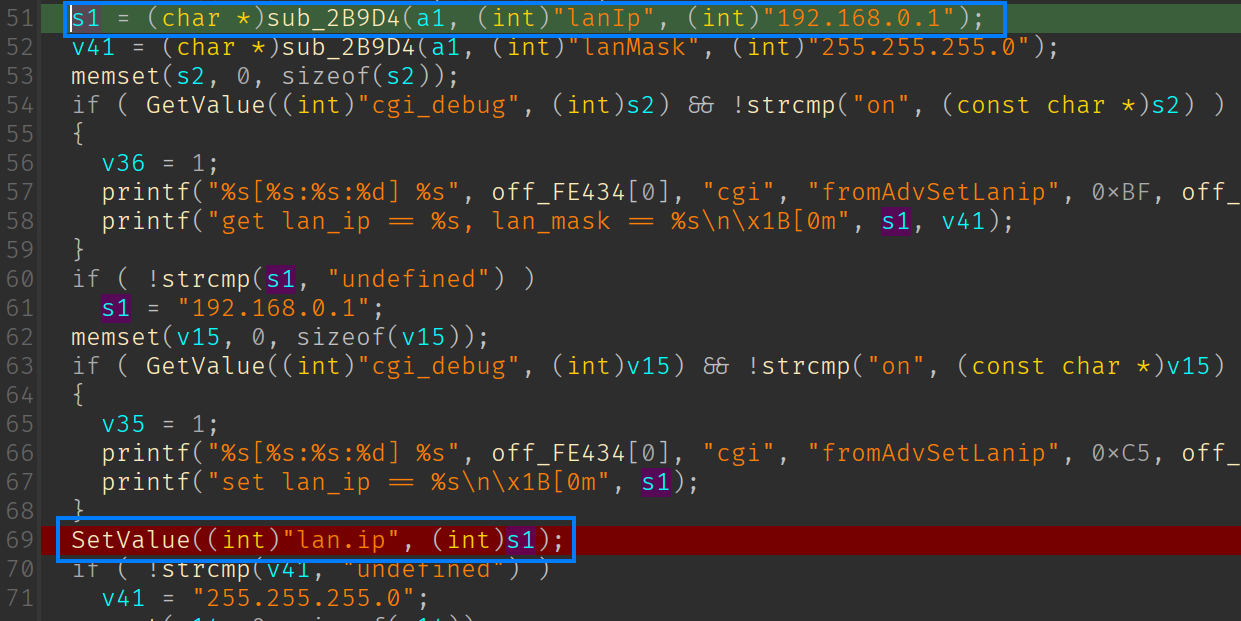 51 s1 = (char *)sub_2B9D4(a1, (int)"lanIp", (int)"192.168.0.1");
52 v41 = (char *)sub_2B9D4(a1, (int)"lanMask", (int)"255.255.255.0");
53 memset(s2, 0, sizeof(s2));
54 if ( GetValue((int)"cgi_debug", (int)s2) && !strcmp("on", (const char *)s2) )
55 {
56 v36 = 1;
57 printf("%s[%s:%s:%d] %s", off_FE434[0], "cgi", "fromAdvSetLanip", 0×BF, off_
58 printf("get lan_ip == %s, lan_mask == %s\n\x1B[0m", s1, v41);
59 }
60 if ( !strcmp(s1, "undefined") )
61 s1 = "192.168.0.1";
62 memset(v15, 0, sizeof(v15));
63 if ( GetValue((int)"cgi_debug", (int)v15) && !strcmp("on", (const char *)v15)
64 {
65 v35 = 1;
66 printf("%s[%s:%s:%d] %s", off_FE434[0], "cgi", "fromAdvSetLanip", 0×C5, off_
67 printf("set lan_ip == %s\n\x1B[0m", s1);
68 }
69 SetValue((int)"lan.ip", (int)s1);
70 if ( !strcmp(v41, "undefined") )
71 v41 = "255.255.255.0";